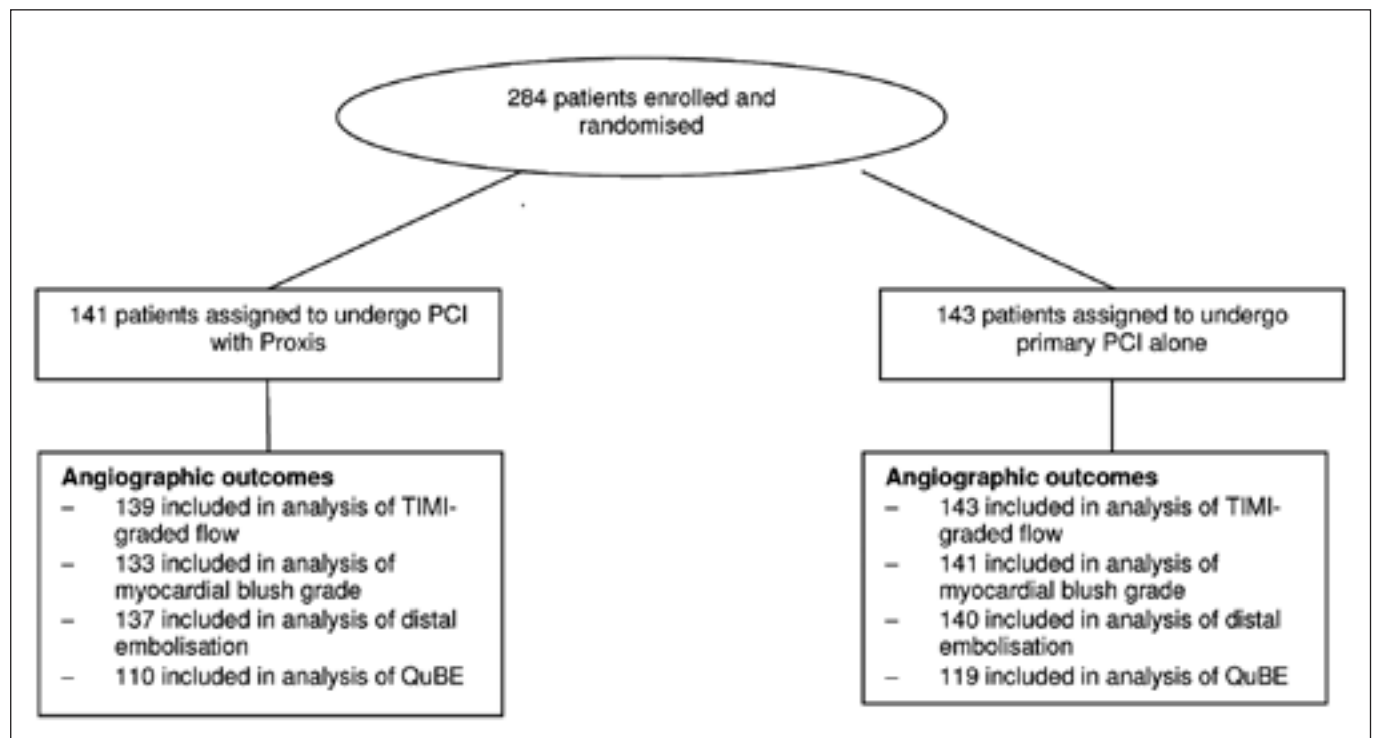 284 patients enrolled and
randomised
141 patients assigned to undergo PCI
with Proxis
143 patients assigned to undergo
primary PCI alone
Angiographic outcomes
– 139 included in analysis of TIMI-
graded flow
– 133 included in analysis of
myocardial blush grade
– 137 included in analysis of distal
embolisation
– 110 included in analysis of QuBE
Angiographic outcomes
– 143 included in analysis of TIMI-
graded flow
– 141 included in analysis of
myocardial blush grade
– 140 included in analysis of distal
embolisation
– 119 included in analysis of QuBE